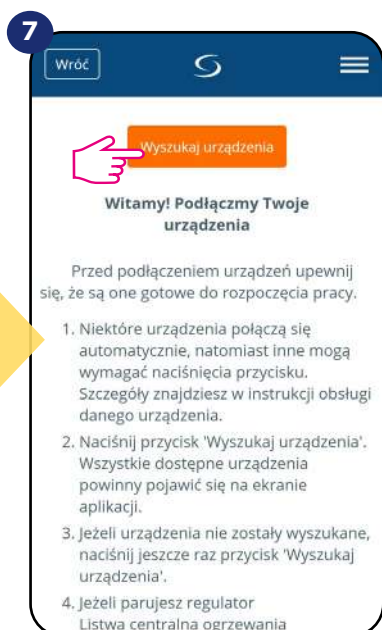 7
Wróć
Wyszukaj urządzenia
Witamy! Podłączmy Twoje
urządzenia
Przed podłączeniem urządzeń upewnij
się, że są one gotowe do rozpoczęcia pracy.
1. Niektóre urządzenia połączą się
automatycznie, natomiast inne mogą
wymagać naciśnięcia przycisku.
Szczegóły znajdziesz w instrukcji obsługi
danego urządzenia.
2. Naciśnij przycisk 'Wyszukaj urządzenia'.
Wszystkie dostępne urządzenia
powinny pojawić się na ekranie
aplikacji.
3. Jeżeli urządzenia nie zostały wyszukane,
naciśnij jeszcze raz przycisk 'Wyszukaj
urządzenia'.
4. Jeżeli parujesz regulator
Listwa centralna ogrzewania